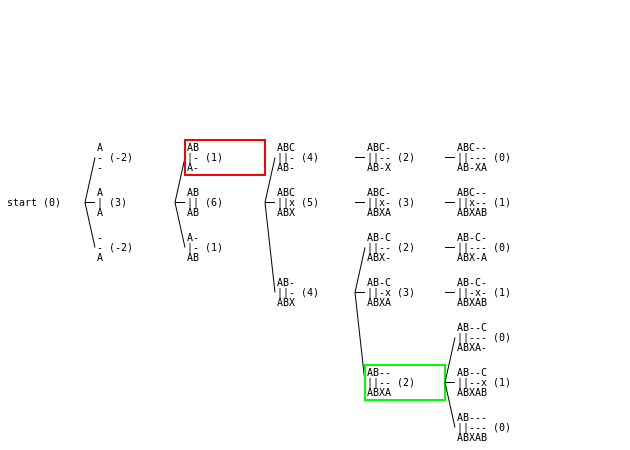 A AB ABC ABC- ABC--
- (-2) |- (1) ||- (4) ||-- (2) ||--- (0)
- A- AB- AB-X AB-XA
A AB ABC ABC- ABC--
start (0) | (3) || (6) ||x (5) ||x- (3) ||x-- (1)
A AB ABX ABXA ABXAB
- A- AB-C AB-C-
- (-2) |- (1) ||-- (2) ||--- (0)
A AB ABX- ABX-A
AB- AB-C AB-C-
||- (4) ||-x (3) ||-x- (1)
ABX ABXA ABXAB
AB--C
||--- (0)
ABXA-
AB-- AB--C
||-- (2) ||--x (1)
ABXA ABXAB
AB---
||--- (0)
ABXAB